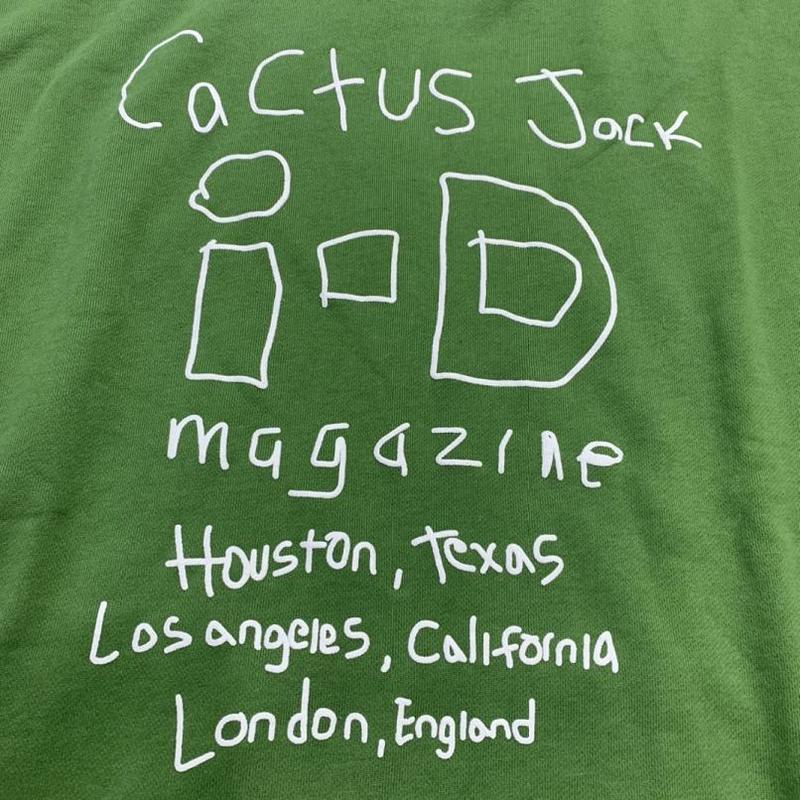 Cactus Jack
i-D
magazine
Houston, Texas
Los angeles, California
London, England